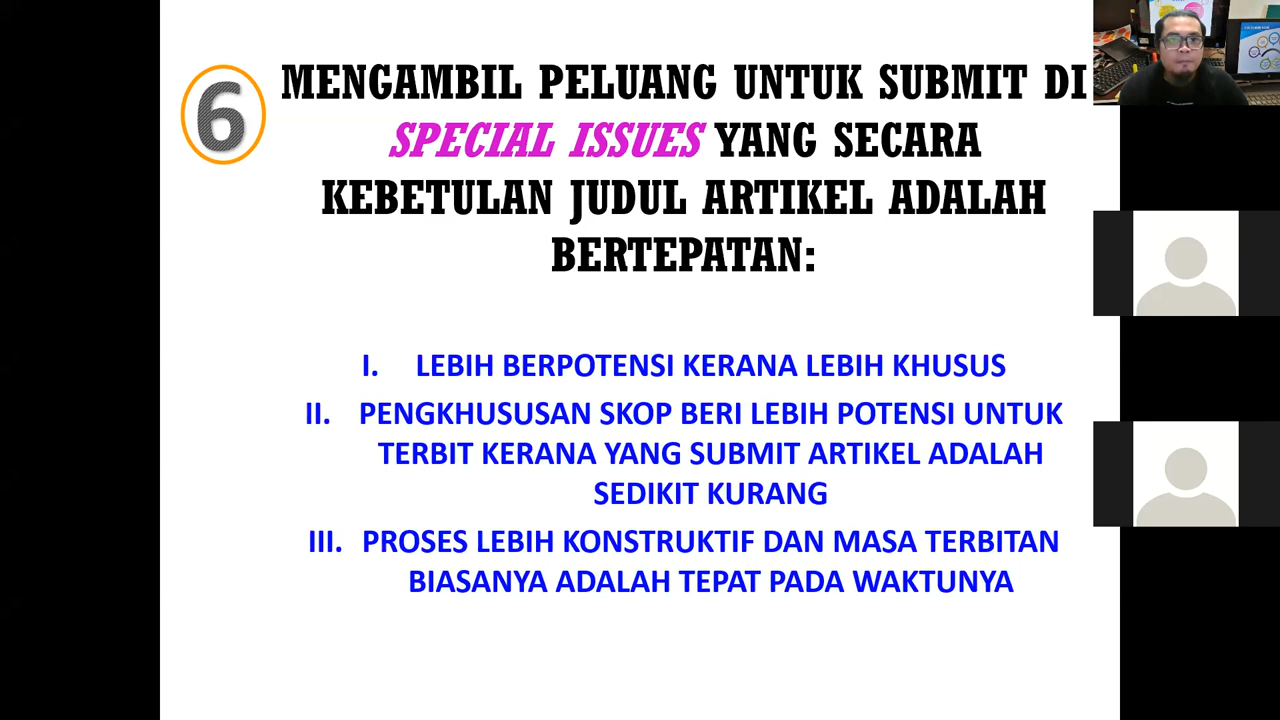 6
MENGAMBIL PELUANG UNTUK SUBMIT DI
SPECIAL ISSUES YANG SECARA
KEBETULAN JUDUL ARTIKEL ADALAH
BERTEPATAN:
I. LEBIH BERPOTENSI KERANA LEBIH KHUSUS
II. PENGKHUSUSAN SKOP BERI LEBIH POTENSI UNTUK
TERBIT KERANA YANG SUBMIT ARTIKEL ADALAH
SEDIKIT KURANG
III. PROSES LEBIH KONSTRUKTIF DAN MASA TERBITAN
BIASANYA ADALAH TEPAT PADA WAKTUNYA